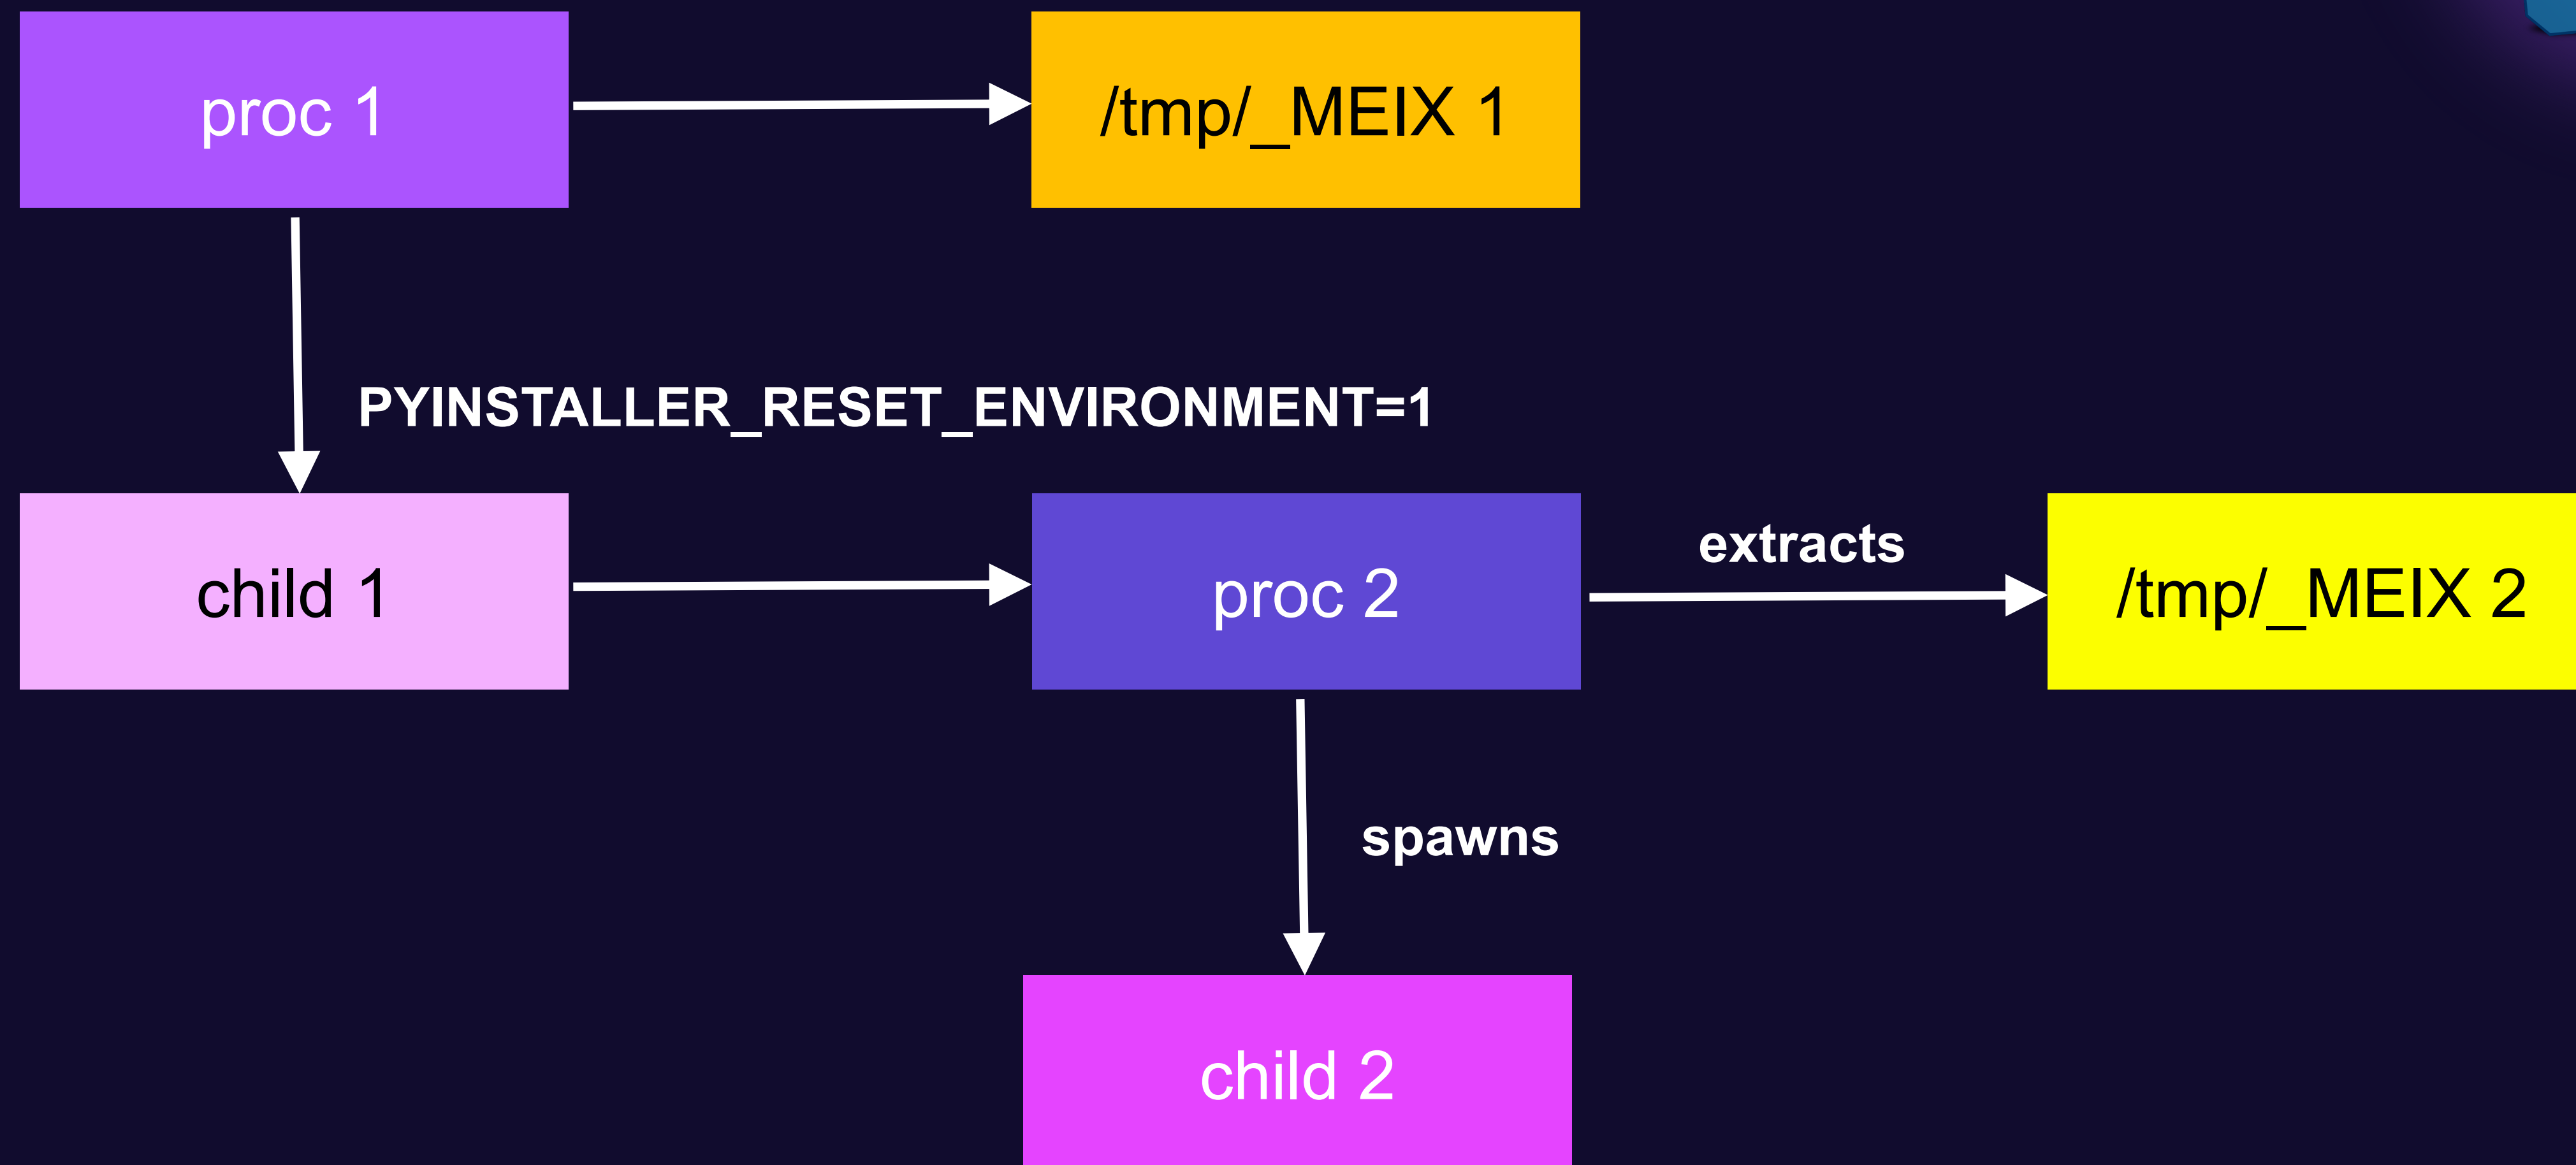 proc 1
/tmp/_MEIX 1
PYINSTALLER_RESET_ENVIRONMENT=1
child 1
proc 2
extracts
/tmp/_MEIX 2
spawns
child 2